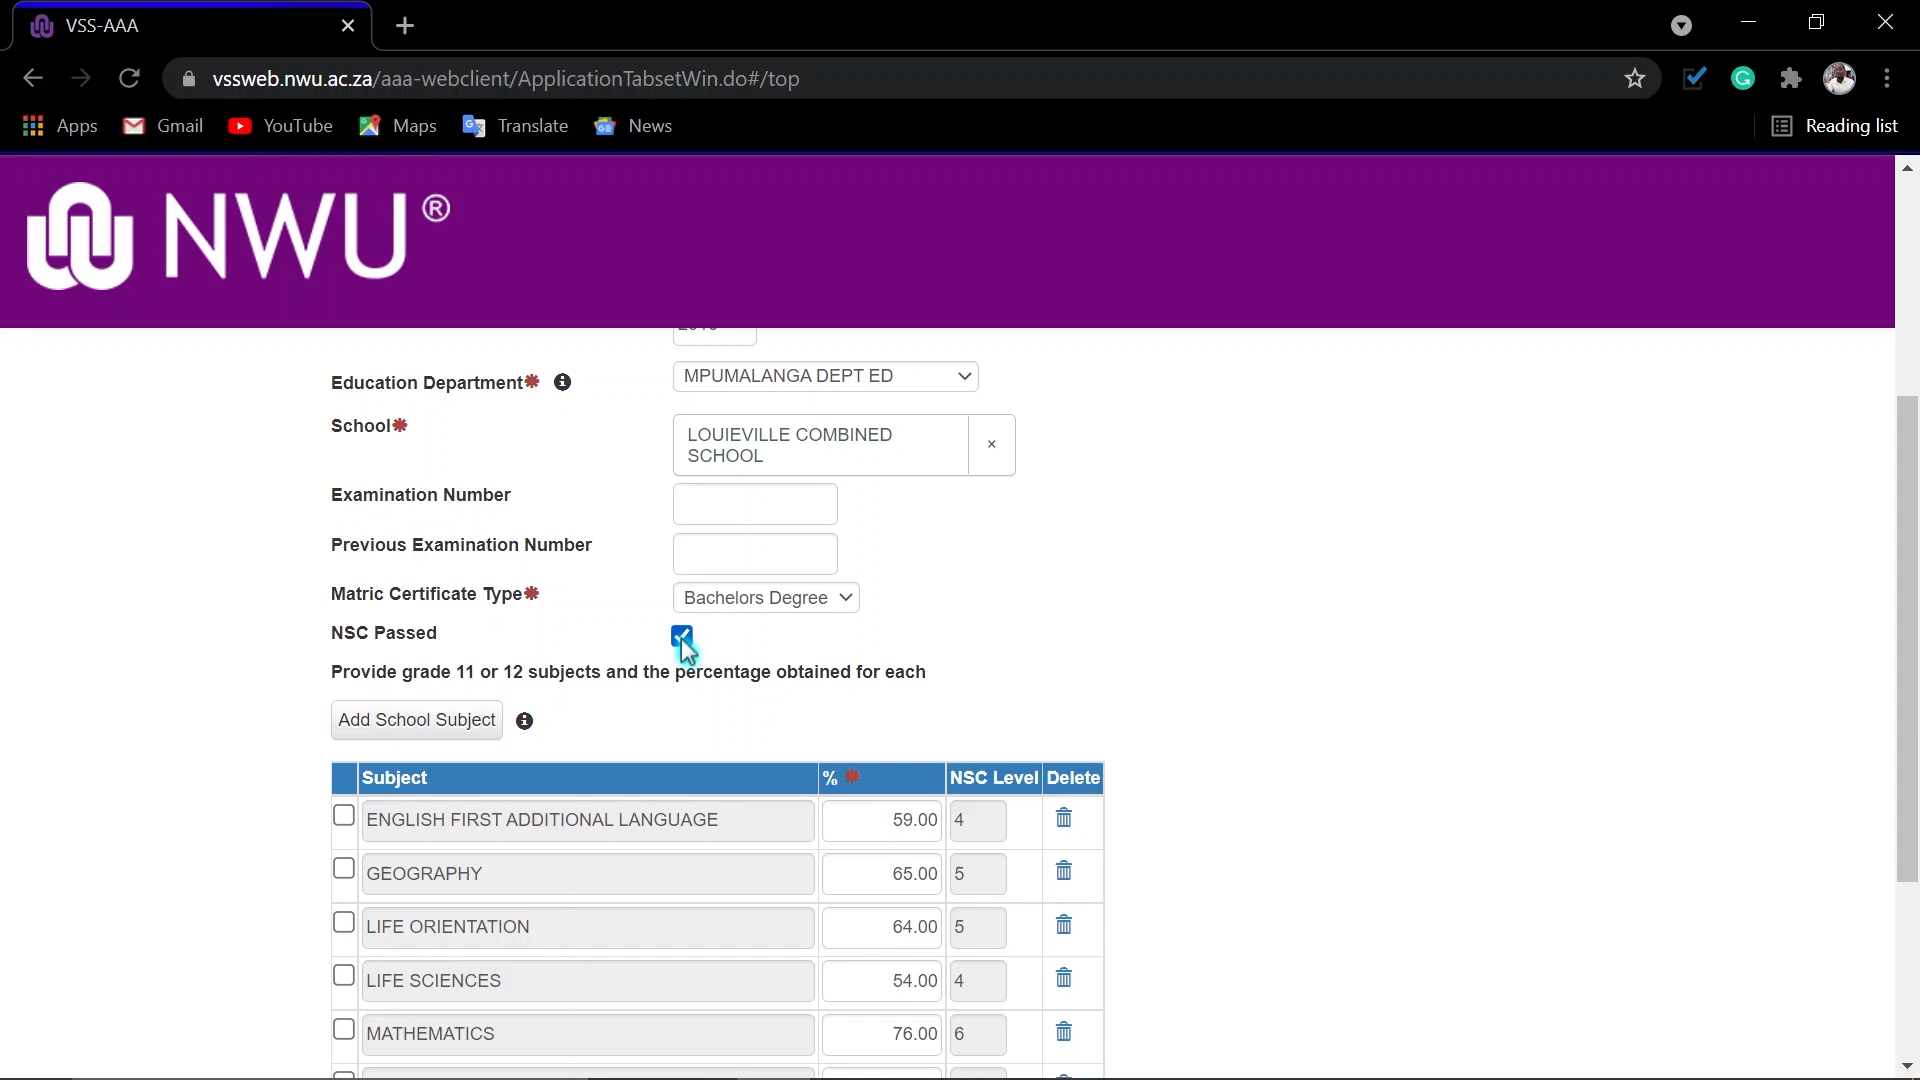 VSS-AAA
vssweb.nwu.ac.za/aaa-webclient/ApplicationTabsetWin.do#/top
Apps Gmail YouTube Maps Translate News Reading list
NWU®
Education Department* MPUMALANGA DEPT ED
School* LOUIEVILLE COMBINED
SCHOOL ×
Examination Number
Previous Examination Number
Matric Certificate Type* Bachelors Degree
NSC Passed
Provide grade 11 or 12 subjects and the percentage obtained for each
Add School Subject
Subject % * NSC Level Delete
ENGLISH FIRST ADDITIONAL LANGUAGE 59.00 4
GEOGRAPHY 65.00 5
LIFE ORIENTATION 64.00 5
LIFE SCIENCES 54.00 4
MATHEMATICS 76.00 6